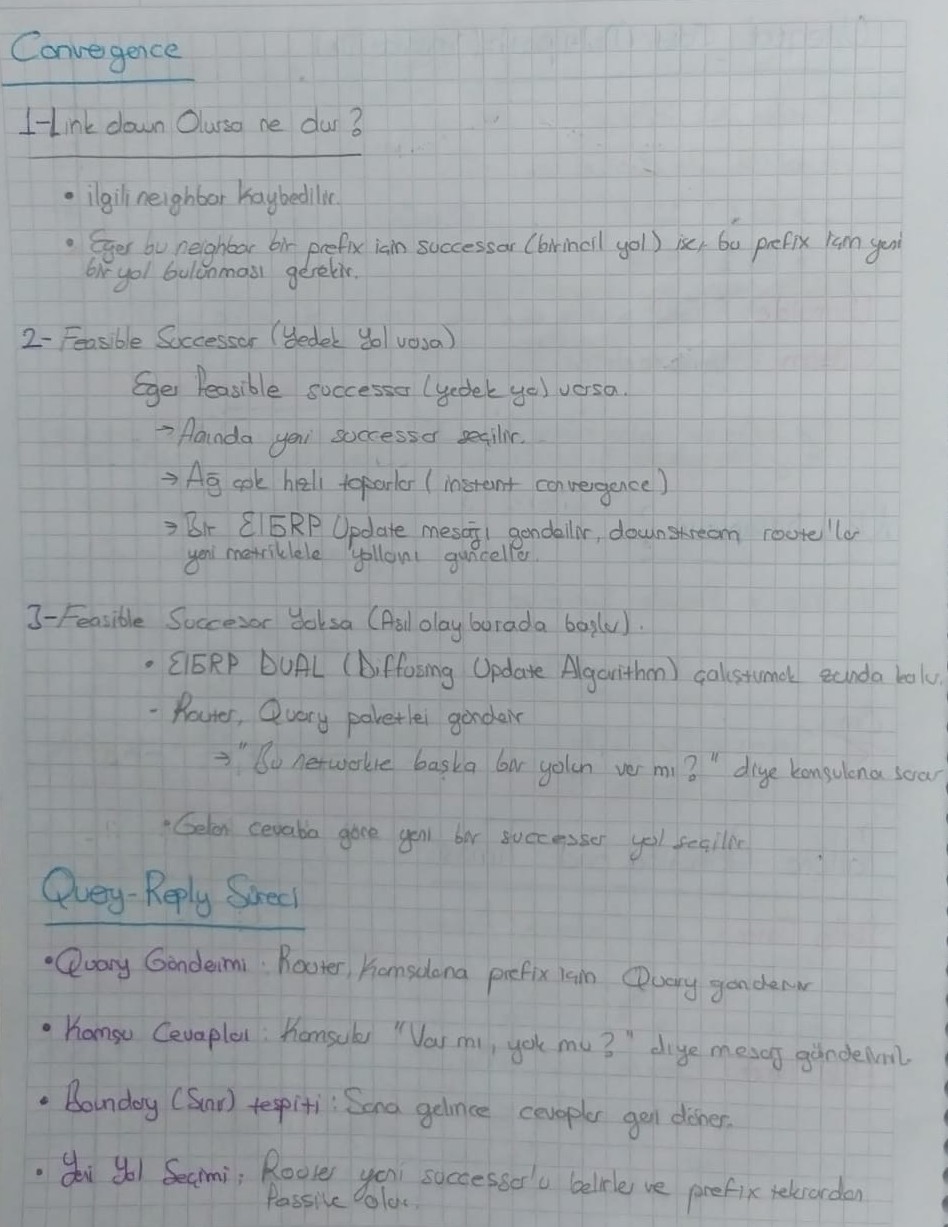 Convergence
1-Link down Olursa ne olur?
• ilgili neighbor Kaybedilir.
• Eğer bu neighbor bir prefix için successor (birincil yol) ise, bu prefix için yeni
bir yol bulunması gerekir.
2- Feasible Successor (Yedek Yol varsa)
Eğer feasible successor (yedek yol) varsa.
→ Anında yeni successor seçilir.
→ Ağ çok hızlı toparlar (instant convergence)
→ Bir EIGRP Update mesajı gönderilir, downstream route'lar
yeni metriklerle yollarını günceller.
3-Feasible Succesor Yoksa (Asıl olay burada başlar).
• EIGRP DUAL (Diffusing Update Algorithm) çalıştırmak zorunda kalır.
- Router, Quary paketleri gönderir
→ "Bu networkle başka bir yolun var mı?" diye komşularına sorar
• Gelen cevaba göre yeni bir successor yol seçilir
Query-Reply Süreci
• Quary Gönderimi: Router, Komşularına prefix için Quary gönderir
• Komşu Cevapları: Komşular "Var mı, yok mu?" diye mesaj gönderirler
• Boundary (Sınır) tespiti: Sona gelince cevaplar geri döner.
• Yeni Yol Seçimi: Router yeni successor'u belirler ve prefix tekrardan
Passive olur.